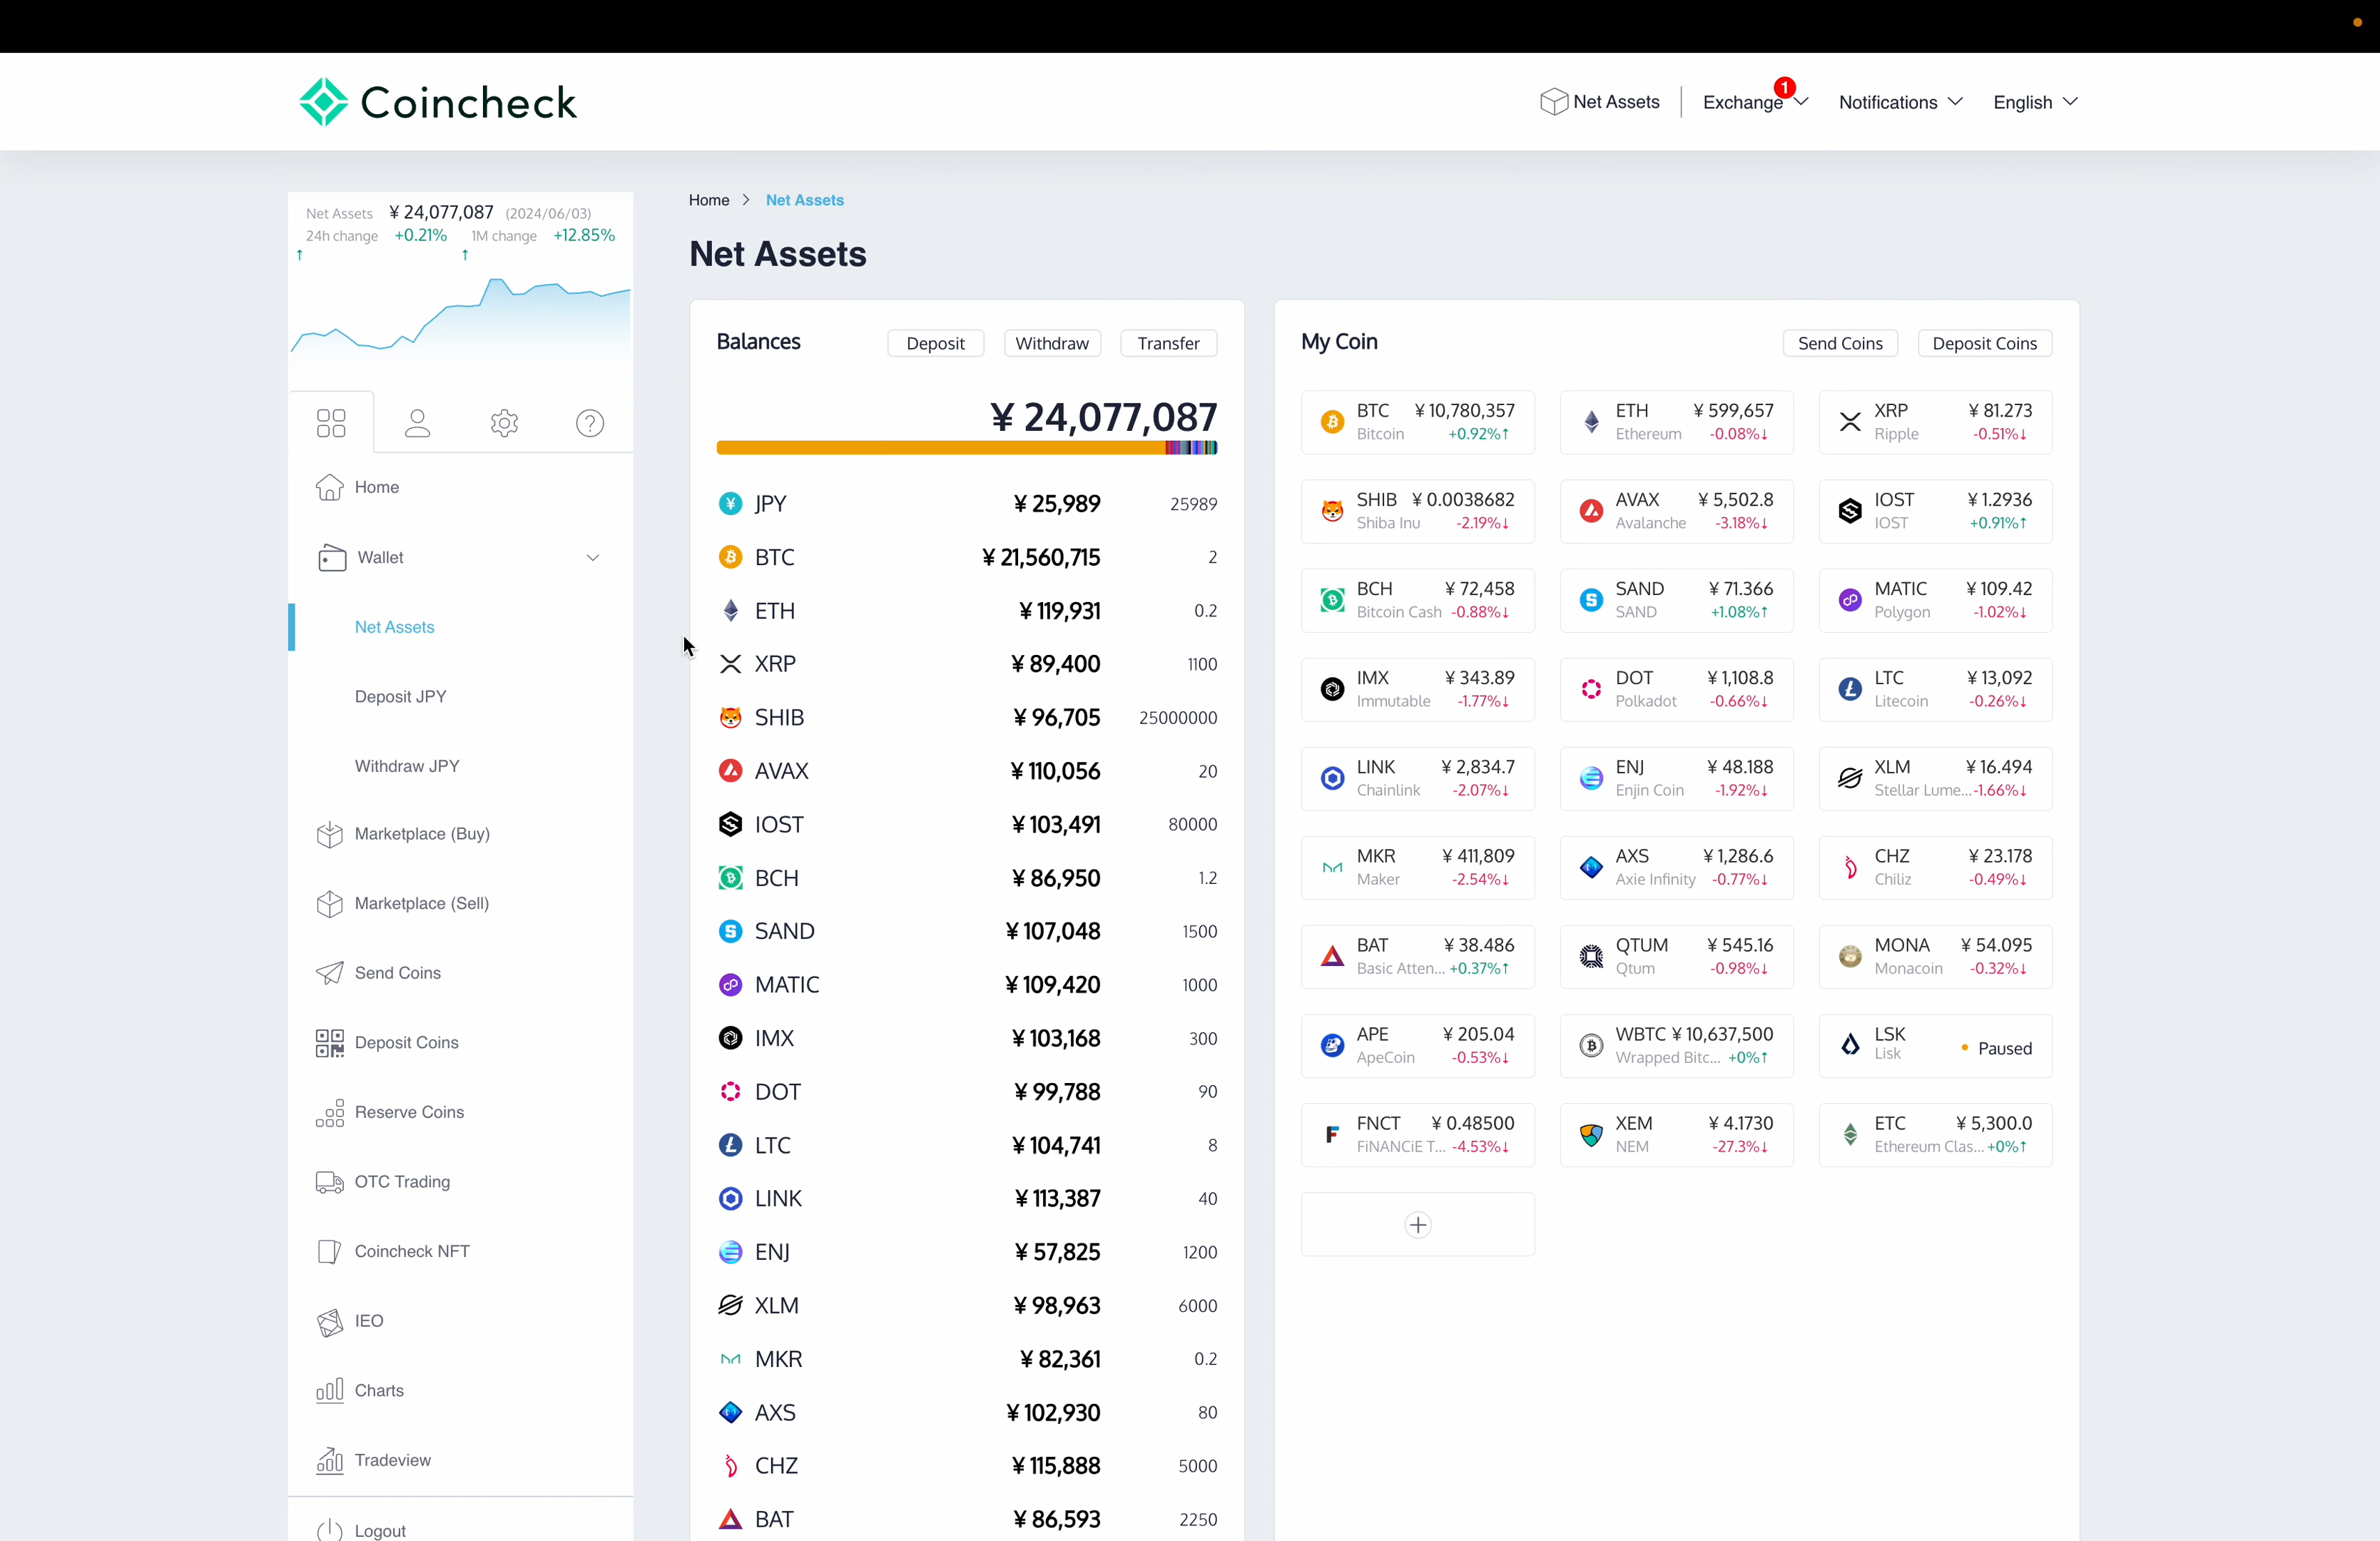 Coincheck
Net Assets
Exchange
1
Notifications
English
Net Assets ¥ 24,077,087 (2024/06/03)
24h change +0.21% 1M change +12.85%
↑ ↑
Home
Wallet
Net Assets
Deposit JPY
Withdraw JPY
Marketplace (Buy)
Marketplace (Sell)
Send Coins
Deposit Coins
Reserve Coins
OTC Trading
Coincheck NFT
IEO
Charts
Tradeview
Logout
Home > Net Assets
Net Assets
Balances Deposit Withdraw Transfer
¥ 24,077,087
JPY ¥ 25,989 25989
BTC ¥ 21,560,715 2
ETH ¥ 119,931 0.2
XRP ¥ 89,400 1100
SHIB ¥ 96,705 25000000
AVAX ¥ 110,056 20
IOST ¥ 103,491 80000
BCH ¥ 86,950 1.2
SAND ¥ 107,048 1500
MATIC ¥ 109,420 1000
IMX ¥ 103,168 300
DOT ¥ 99,788 90
LTC ¥ 104,741 8
LINK ¥ 113,387 40
ENJ ¥ 57,825 1200
XLM ¥ 98,963 6000
MKR ¥ 82,361 0.2
AXS ¥ 102,930 80
CHZ ¥ 115,888 5000
BAT ¥ 86,593 2250
My Coin Send Coins Deposit Coins
BTC ¥ 10,780,357
Bitcoin +0.92%↑
ETH ¥ 599,657
Ethereum -0.08%↓
XRP ¥ 81.273
Ripple -0.51%↓
SHIB ¥ 0.0038682
Shiba Inu -2.19%↓
AVAX ¥ 5,502.8
Avalanche -3.18%↓
IOST ¥ 1.2936
IOST +0.91%↑
BCH ¥ 72,458
Bitcoin Cash -0.88%↓
SAND ¥ 71.366
SAND +1.08%↑
MATIC ¥ 109.42
Polygon -1.02%↓
IMX ¥ 343.89
Immutable -1.77%↓
DOT ¥ 1,108.8
Polkadot -0.66%↓
LTC ¥ 13,092
Litecoin -0.26%↓
LINK ¥ 2,834.7
Chainlink -2.07%↓
ENJ ¥ 48.188
Enjin Coin -1.92%↓
XLM ¥ 16.494
Stellar Lume... -1.66%↓
MKR ¥ 411,809
Maker -2.54%↓
AXS ¥ 1,286.6
Axie Infinity -0.77%↓
CHZ ¥ 23.178
Chiliz -0.49%↓
BAT ¥ 38.486
Basic Atten... +0.37%↑
QTUM ¥ 545.16
Qtum -0.98%↓
MONA ¥ 54.095
Monacoin -0.32%↓
APE ¥ 205.04
ApeCoin -0.53%↓
WBTC ¥ 10,637,500
Wrapped Bitc... +0%↑
LSK
Lisk
Paused
FNCT ¥ 0.48500
FiNANCiE T... -4.53%↓
XEM ¥ 4.1730
NEM -27.3%↓
ETC ¥ 5,300.0
Ethereum Clas... +0%↑